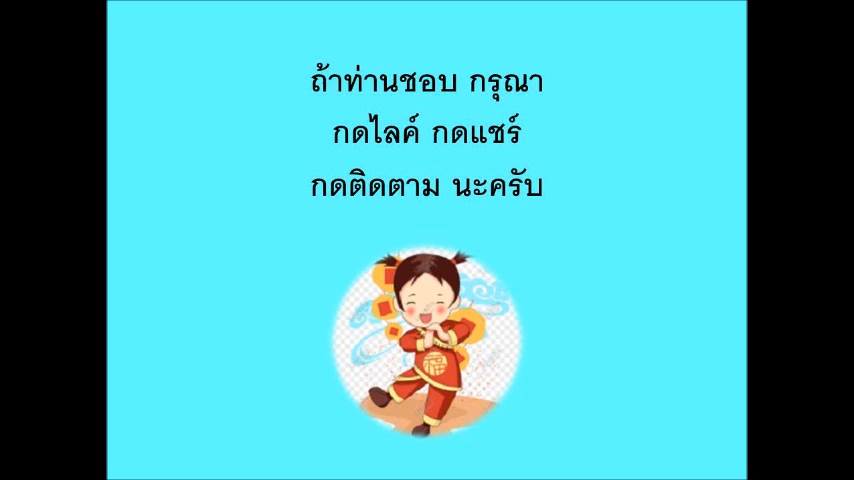 ถ้าท่านชอบ กรุณา
กดไลค์ กดแชร์
กดติดตาม นะครับ
福